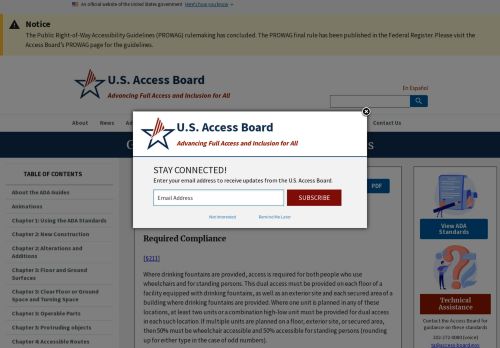 An official website of the United States government Here's how you know
Notice
The Public Right-of-Way Accessibility Guidelines (PROWAG) rulemaking has concluded. The PROWAG final rule has been published in the Federal Register. Please visit the
Access Board's PROWAG page for the guidelines.
U.S. Access Board
Advancing Full Access and Inclusion for All
En Español
About News Contact Us
U.S. Access Board
Advancing Full Access and Inclusion for All
STAY CONNECTED!
Enter your email address to receive updates from the U.S. Access Board.
Email Address SUBSCRIBE
Not Interested Remind Me Later
TABLE OF CONTENTS
About the ADA Guides
Animations
Chapter 1: Using the ADA Standards
Chapter 2: New Construction
Chapter 2: Alterations and
Additions
Chapter 3: Floor and Ground
Surfaces
Chapter 3: Clear Floor or Ground
Space and Turning Space
Chapter 3: Operable Parts
Chapter 3: Protruding objects
Chapter 4: Accessible Routes
PDF
Required Compliance
[§211]
Where drinking fountains are provided, access is required for both people who use
wheelchairs and for standing persons. This dual access must be provided on each floor of a
facility equipped with drinking fountains, as well as an exterior site and each secured area of a
building where drinking fountains are provided. Where one unit is planned in any of these
locations, at least two units or a combination high-low unit must be provided for dual access
in each such location. If multiple units are planned on a floor, exterior site, or secured area,
then 50% must be wheelchair accessible and 50% accessible for standing persons (rounding
up for either type in the case of odd numbers).
View ADA
Standards
Technical
Assistance
Contact the Access Board for
guidance on these standards
202-272-0080 (voice)
ta@access-board.gov